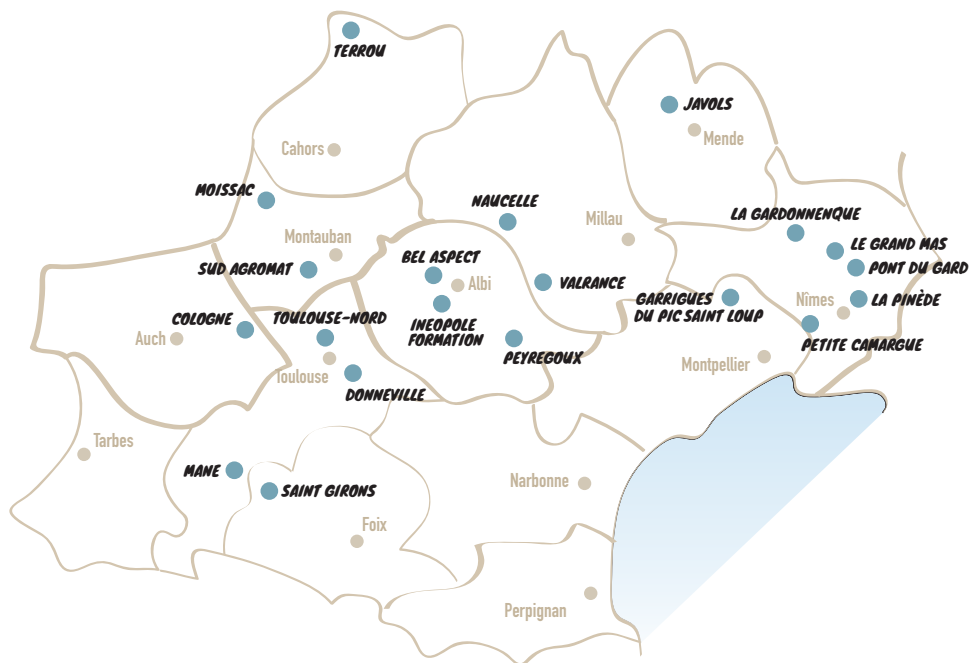 TERROU
JAVOLS
Mende
Cahors
MOISSAC
NAUCELLE
Millau
LA GARDONNENQUE
Montauban
LE GRAND MAS
BEL ASPECT
SUD AGROMAT
PONT DU GARD
Albi
VALRANCE
GARRIGUES
DU PIC SAINT LOUP
Nîmes
LA PINÈDE
COLOGNE
TOULOUSE-NORD
INEOPOLE
FORMATION
Auch
PETITE CAMARGUE
PEYREGOUX
Montpellier
Toulouse
DONNEVILLE
Tarbes
MANE
SAINT GIRONS
Narbonne
Foix
Perpignan